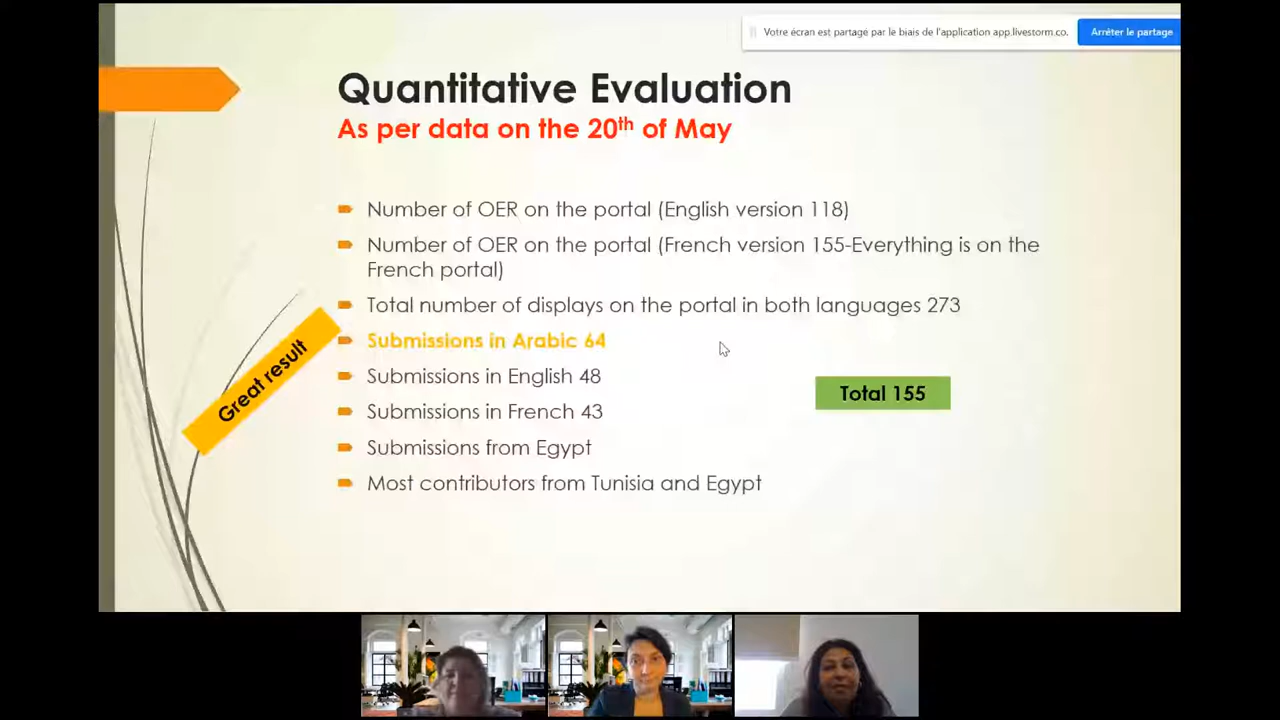 Votre écran est partagé par le biais de l'application app.livestorm.co.
Arrêter le partage
Quantitative Evaluation
As per data on the 20th of May
Number of OER on the portal (English version 118)
Number of OER on the portal (French version 155-Everything is on the
French portal)
Total number of displays on the portal in both languages 273
Submissions in Arabic 64
Great result
Submissions in English 48
Total 155
Submissions in French 43
Submissions from Egypt
Most contributors from Tunisia and Egypt